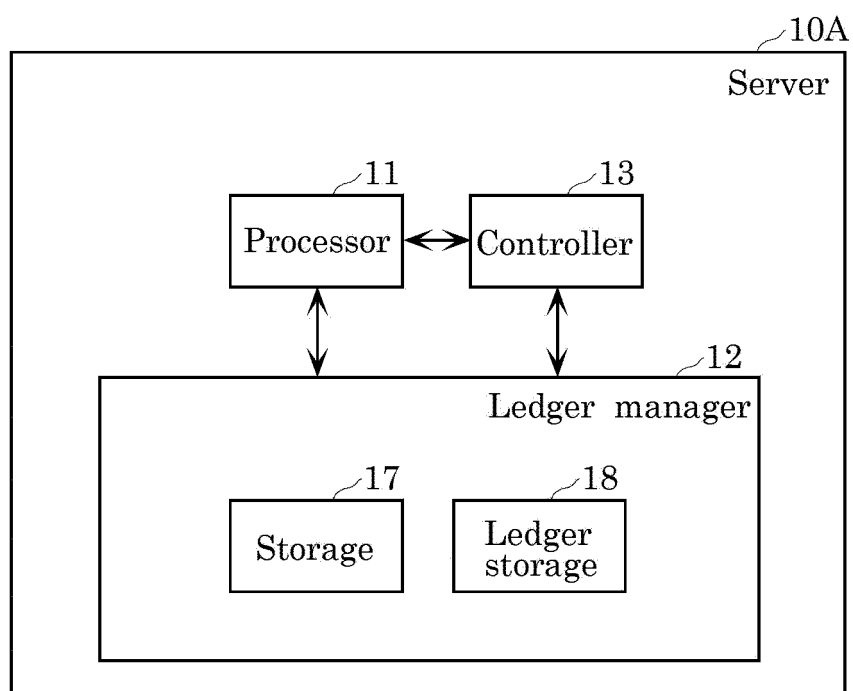 10A
Server
11
13
Processor
Controller
12
Ledger manager
17
18
Storage
Ledger
storage